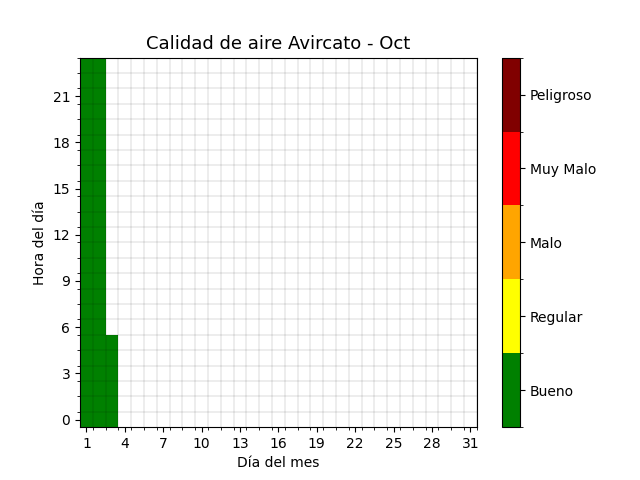 Calidad de aire Avircato - Oct
Hora del día
21
18
15
12
9
6
3
0
1 4 7 10 13 16 19 22 25 28 31
Día del mes
Peligroso
Muy Malo
Malo
Regular
Bueno